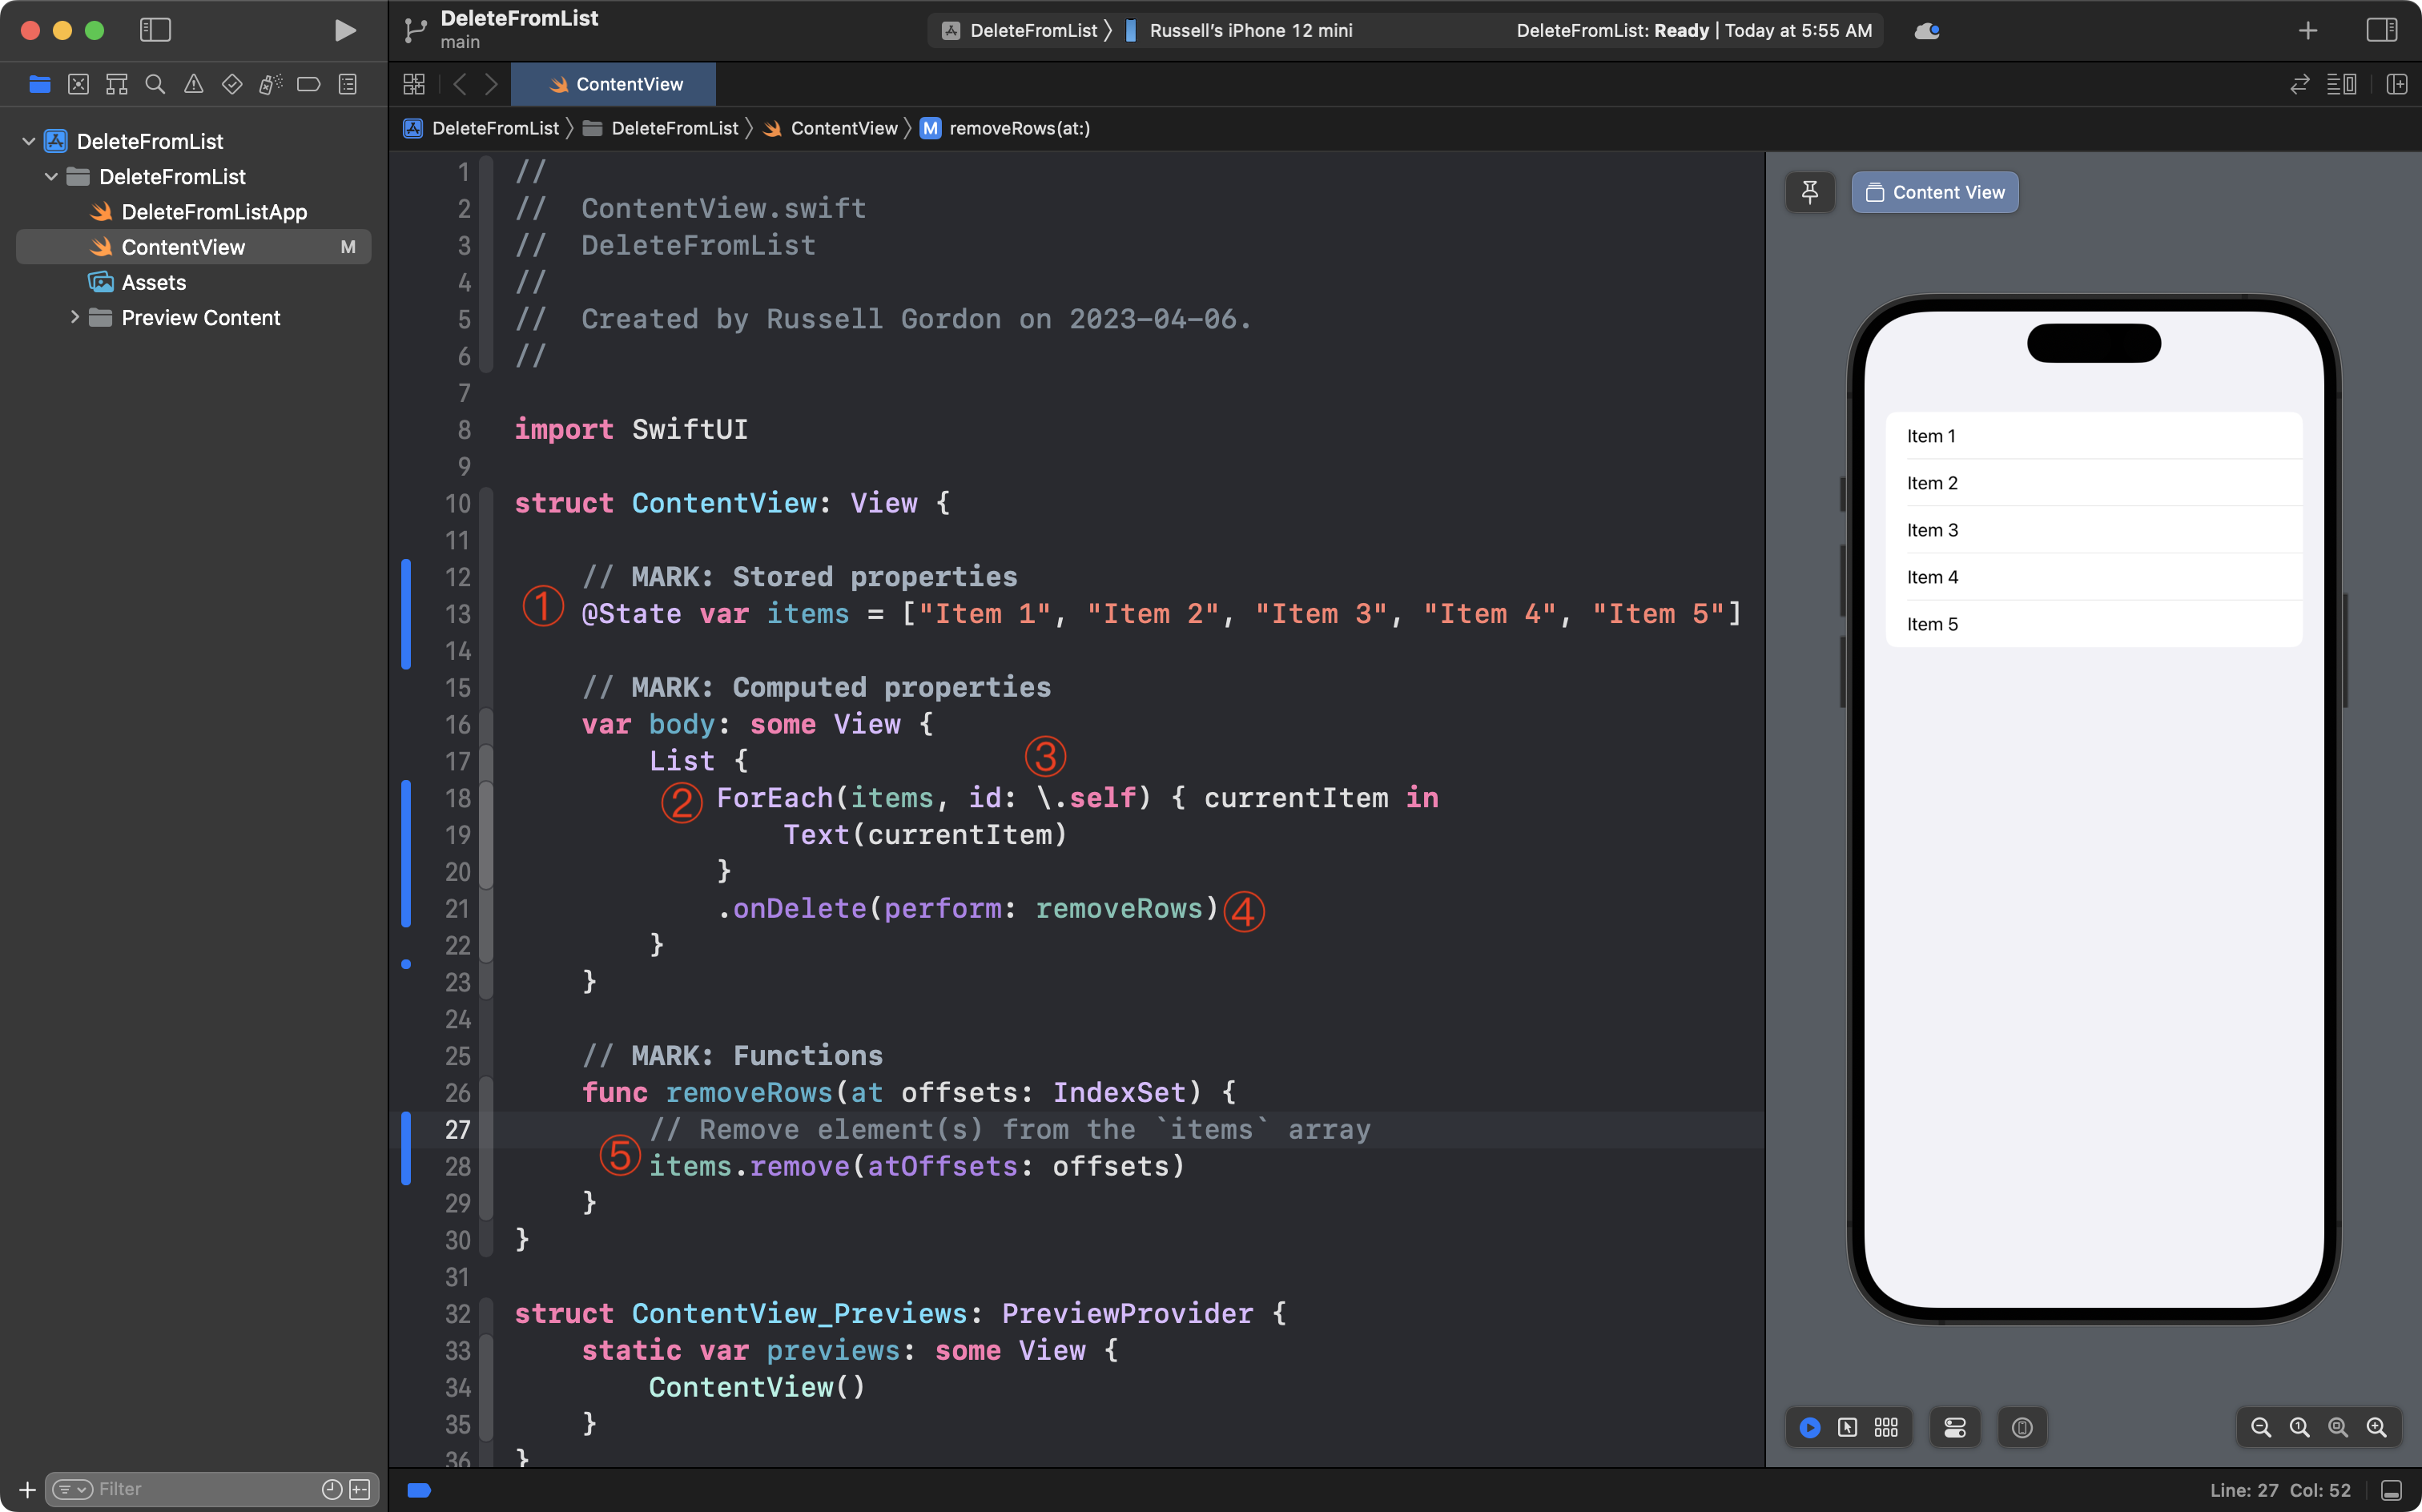 DeleteFromList
main
DeleteFromList
Russell's iPhone 12 mini
DeleteFromList: Ready | Today at 5:55 AM
ContentView
DeleteFromList
DeleteFromList
ContentView
M
removeRows(at:)
DeleteFromList
DeleteFromList
DeleteFromListApp
ContentView
M
Assets
Preview Content
1 //
2 //  ContentView.swift
3 //  DeleteFromList
4 //
5 //  Created by Russell Gordon on 2023-04-06.
6 //
7
8 import SwiftUI
9
10 struct ContentView: View {
11
12     // MARK: Stored properties
13 ①   @State var items = ["Item 1", "Item 2", "Item 3", "Item 4", "Item 5"]
14
15     // MARK: Computed properties
16     var body: some View {
17         List {
③
18 ②           ForEach(items, id: \.self) { currentItem in
19                 Text(currentItem)
20             }
21             .onDelete(perform: removeRows) ④
22         }
23     }
24
25     // MARK: Functions
26     func removeRows(at offsets: IndexSet) {
27         // Remove element(s) from the `items` array
28 ⑤       items.remove(atOffsets: offsets)
29     }
30 }
31
32 struct ContentView_Previews: PreviewProvider {
33     static var previews: some View {
34         ContentView()
35     }
36 }
Content View
Item 1
Item 2
Item 3
Item 4
Item 5
Filter
Line: 27  Col: 52